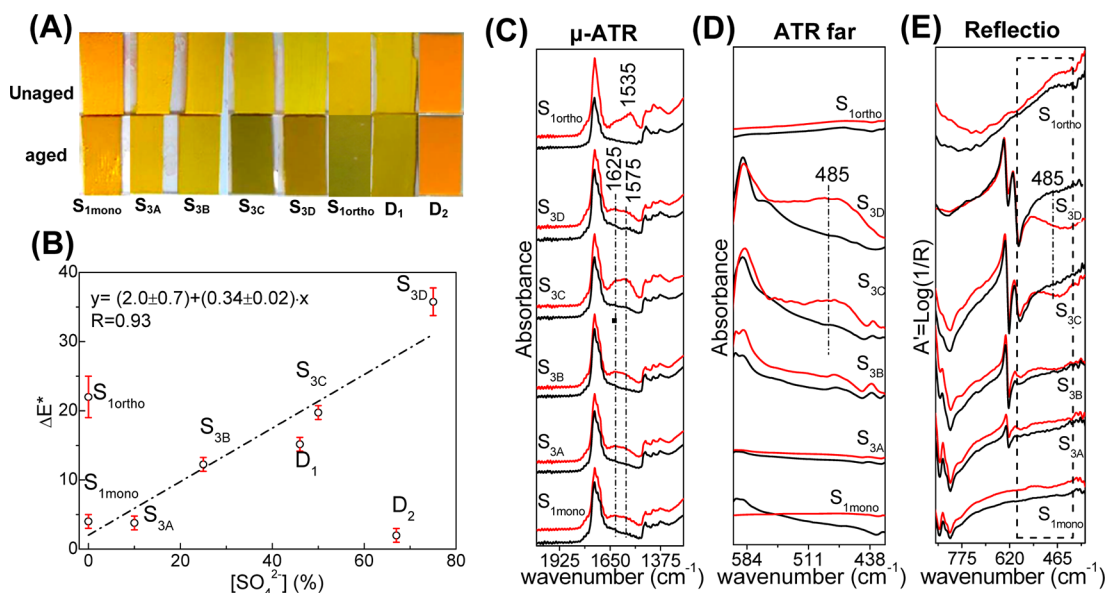 (A)
Unaged
aged
S1mono S3A S3B S3C S3D S1ortho D1 D2
(B)
y= (2.0±0.7)+(0.34±0.02)·x
R=0.93
40
30
20
10
0
ΔE*
S3D
S3C
S1ortho
S3B
D1
S1mono
S3A
D2
0 20 40 60 80
[SO4^2-] (%)
(C)
μ-ATR
1535
1625
1575
S1ortho
S3D
S3C
S3B
S3A
S1mono
Absorbance
1925 1650 1375
wavenumber (cm^-1)
(D)
ATR far
S1ortho
485
S3D
S3C
S3B
S3A
S1mono
Absorbance
584 511 438
wavenumber (cm^-1)
(E)
Reflectio
S1ortho
485
S3D
S3C
S3B
S3A
S1mono
A'=Log(1/R)
775 620 465
wavenumber (cm^-1)